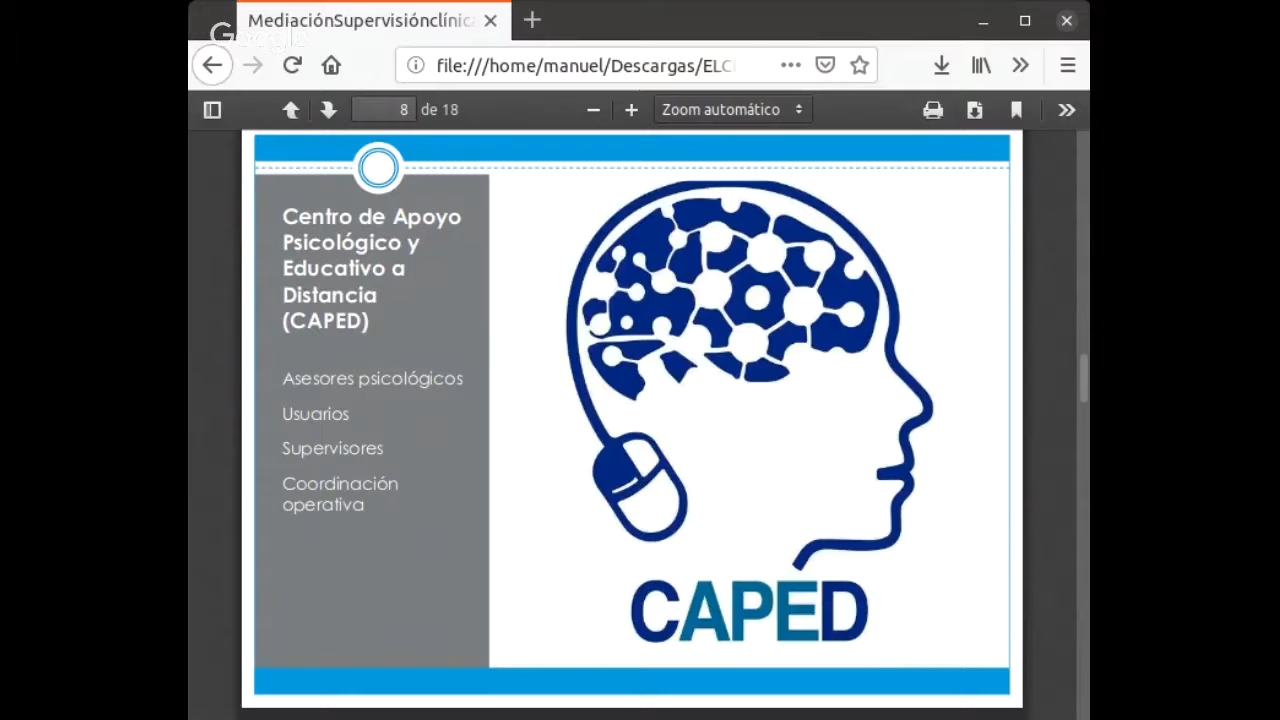 MediaciónSupervisiónclínica
Google
file:///home/manuel/Descargas/ELC
8 de 18
Zoom automático
Centro de Apoyo
Psicológico y
Educativo a
Distancia
(CAPED)
Asesores psicológicos
Usuarios
Supervisores
Coordinación
operativa
CAPED